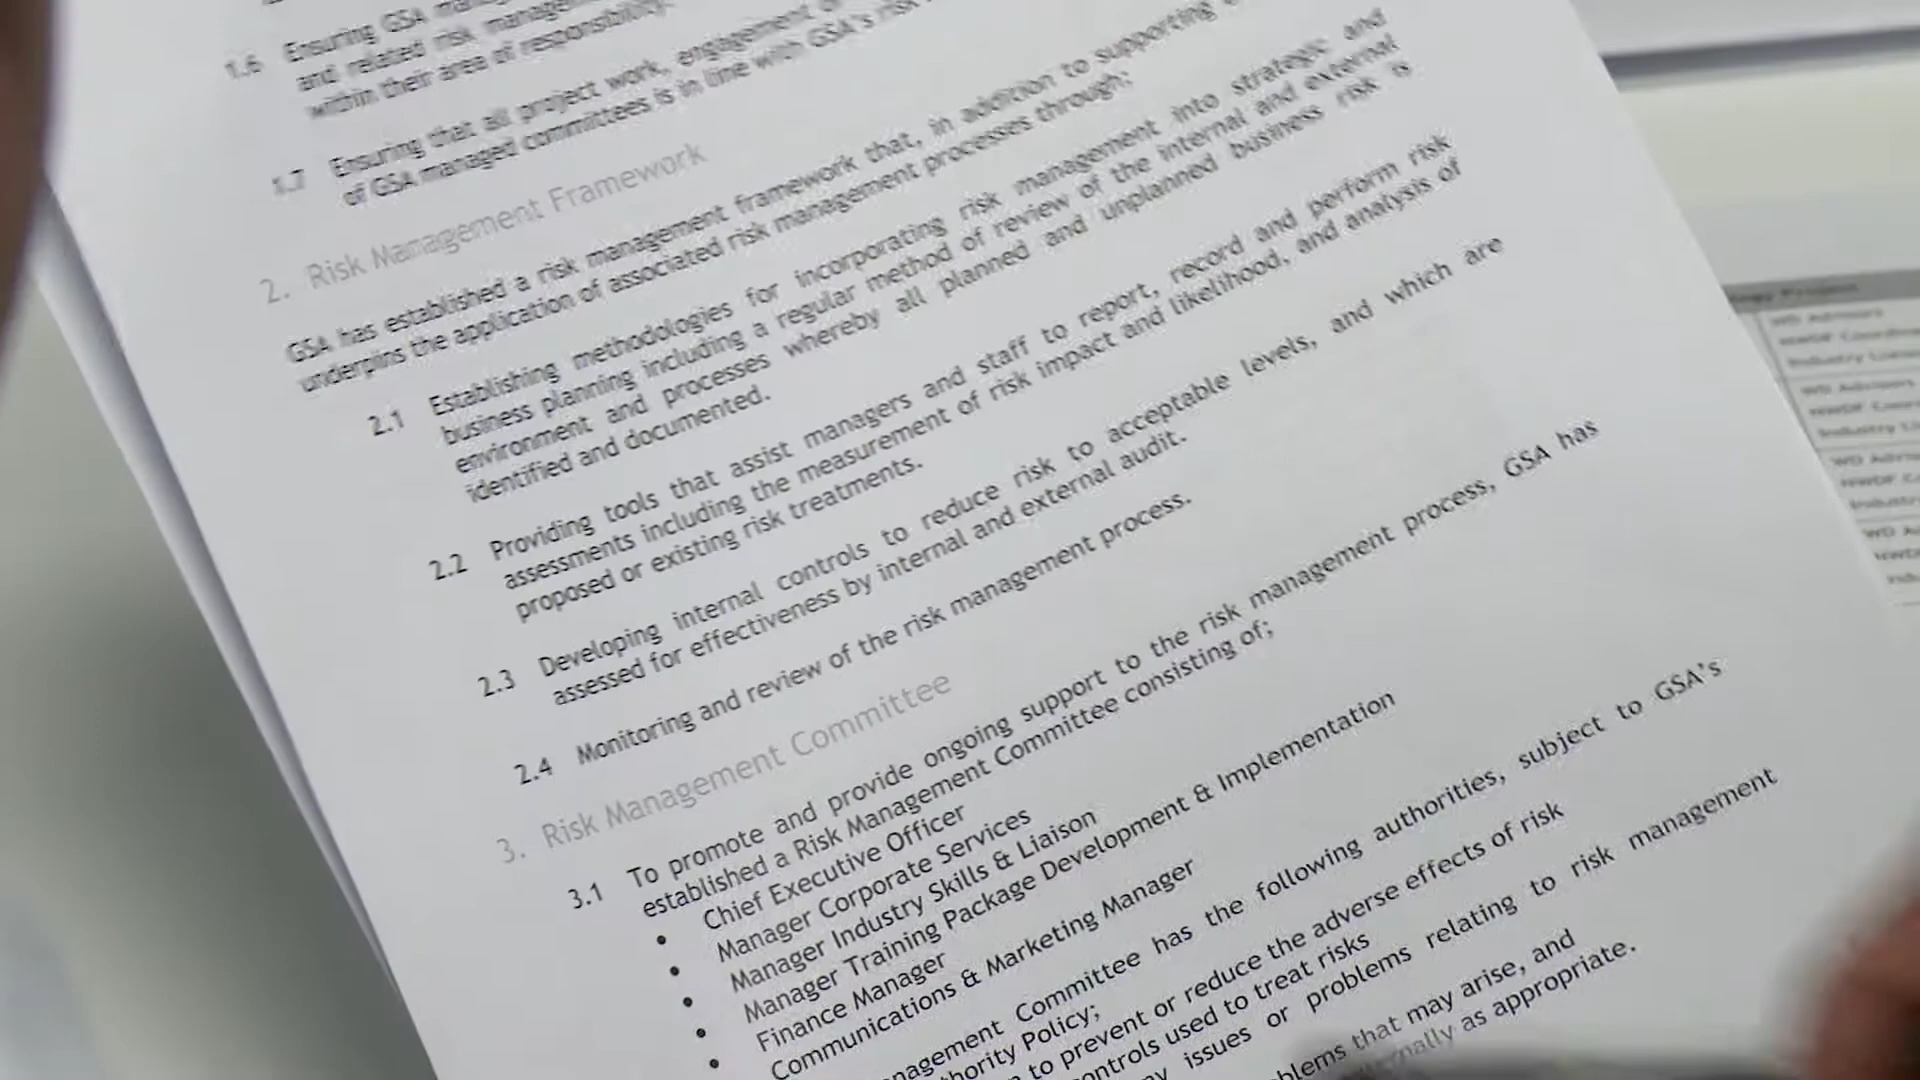 1.6 Ensuring GSA
and related risk
within their area of responsibility.
1.7 Ensuring that all project work, engagement
of GSA managed committees is in line with GSA's risk
2. Risk Management Framework
GSA has established a risk management framework that, in addition to supporting
underpins the application of associated risk management processes through;
2.1 Establishing methodologies for incorporating risk management into strategic and
business planning including a regular method of review of the internal and external
environment and processes whereby all planned and unplanned business risk is
identified and documented.
2.2 Providing tools that assist managers and staff to report, record and perform risk
assessments including the measurement of risk impact and likelihood, and analysis of
proposed or existing risk treatments.
2.3 Developing internal controls to reduce risk to acceptable levels, and which are
assessed for effectiveness by internal and external audit.
2.4 Monitoring and review of the risk management process.
3. Risk Management Committee
3.1 To promote and provide ongoing support to the risk management process, GSA has
established a Risk Management Committee consisting of;
• Chief Executive Officer
• Manager Corporate Services
• Manager Industry Skills & Liaison
• Manager Training Package Development & Implementation
• Finance Manager
Communications & Marketing Manager
Committee has the following authorities, subject to GSA's
Policy;
to prevent or reduce the adverse effects of risk
used to treat risks
issues or problems relating to risk management
that may arise, and
as appropriate.
WD Advisors